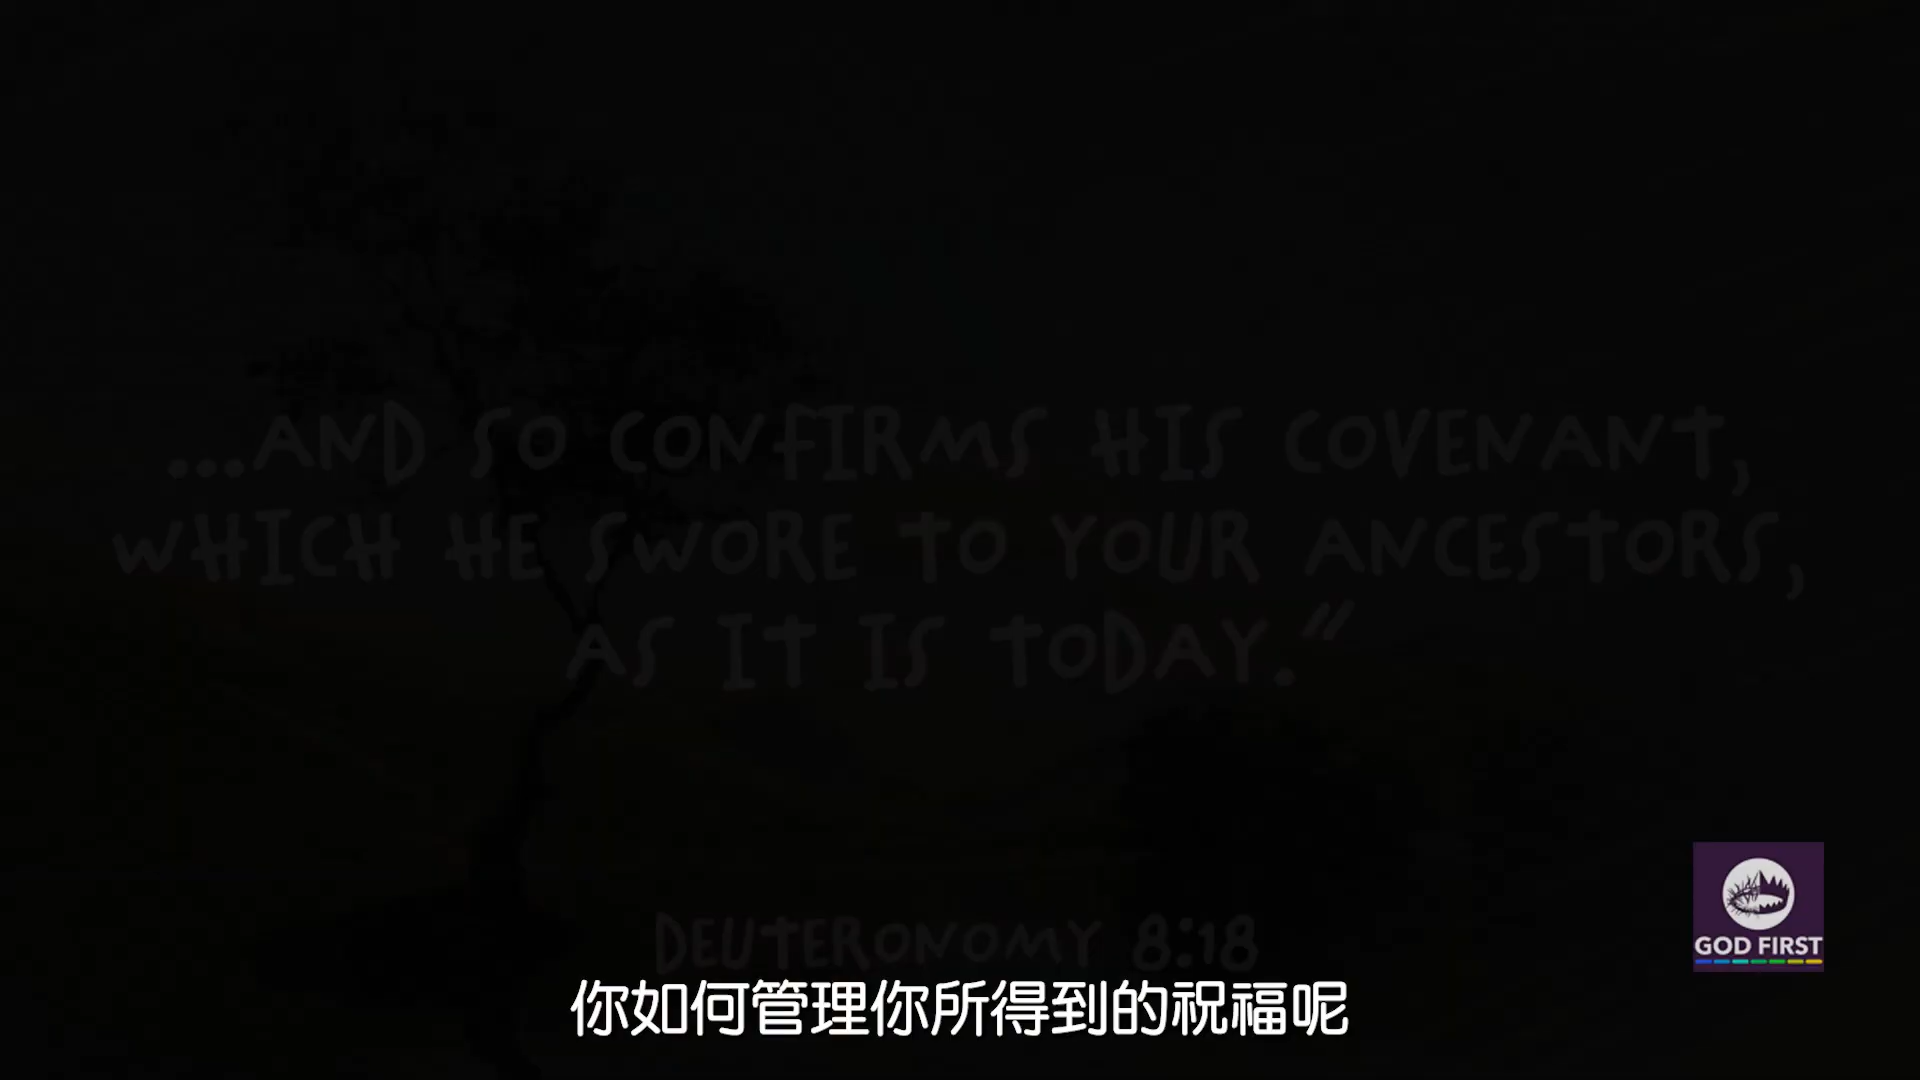 ...AND SO CONFIRMS HIS COVENANT,
WHICH HE SWORE TO YOUR ANCESTORS,
AS IT IS TODAY.”
DEUTERONOMY 8:18
GOD FIRST
你如何管理你所得到的祝福呢